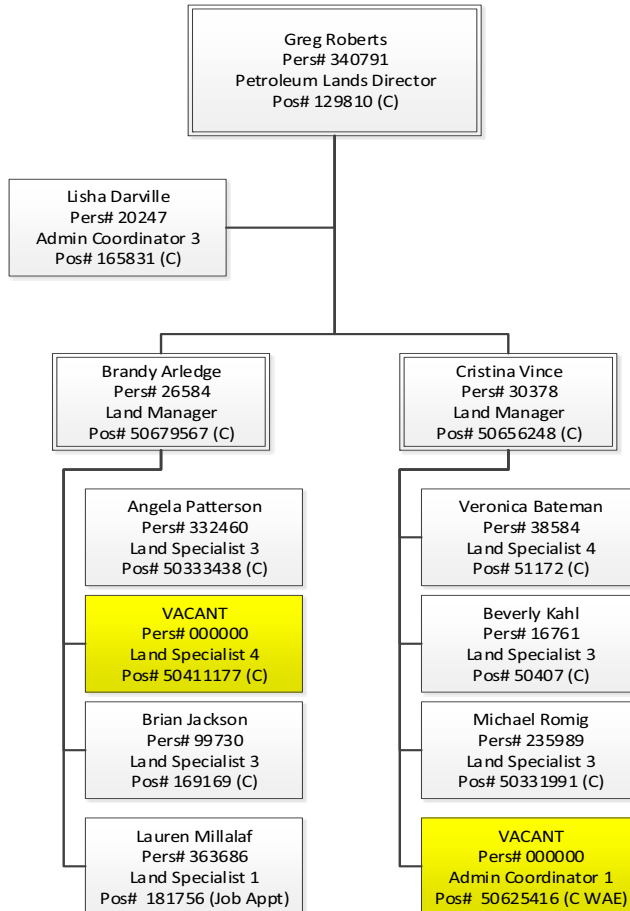 Greg Roberts
Pers# 340791
Petroleum Lands Director
Pos# 129810 (C)
Lisha Darville
Pers# 20247
Admin Coordinator 3
Pos# 165831 (C)
Brandy Arledge
Pers# 26584
Land Manager
Pos# 50679567 (C)
Angela Patterson
Pers# 332460
Land Specialist 3
Pos# 50333438 (C)
VACANT
Pers# 000000
Land Specialist 4
Pos# 50411177 (C)
Brian Jackson
Pers# 99730
Land Specialist 3
Pos# 169169 (C)
Lauren Millalaf
Pers# 363686
Land Specialist 1
Pos# 181756 (Job Appt)
Cristina Vince
Pers# 30378
Land Manager
Pos# 50656248 (C)
Veronica Bateman
Pers# 38584
Land Specialist 4
Pos# 51172 (C)
Beverly Kahl
Pers# 16761
Land Specialist 3
Pos# 50407 (C)
Michael Romig
Pers# 235989
Land Specialist 3
Pos# 50331991 (C)
VACANT
Pers# 000000
Admin Coordinator 1
Pos# 50625416 (C WAE)